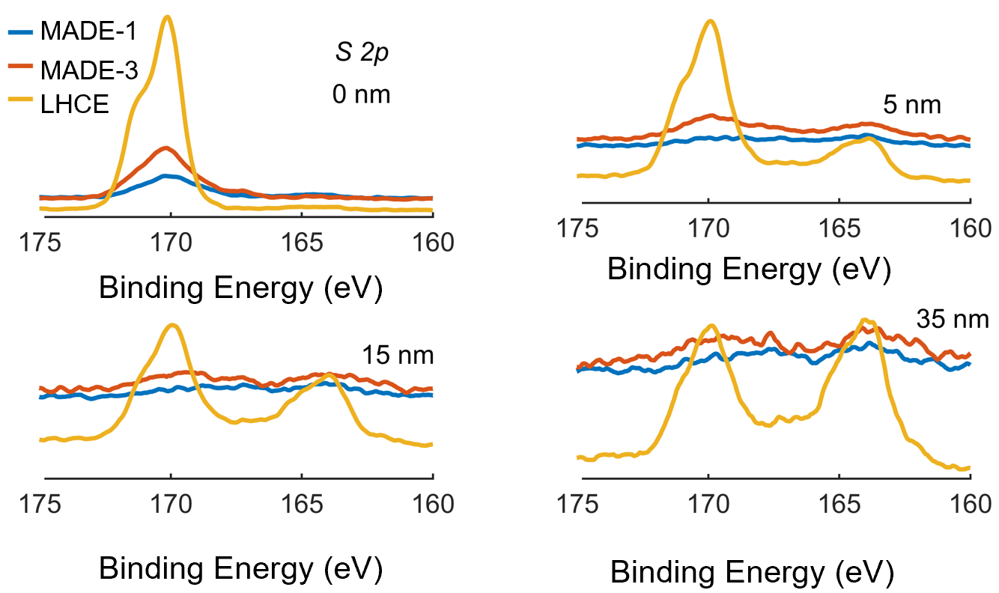 MADE-1
MADE-3
LHCE
S 2p
0 nm
175 170 165 160
Binding Energy (eV)
5 nm
175 170 165 160
Binding Energy (eV)
15 nm
175 170 165 160
Binding Energy (eV)
35 nm
175 170 165 160
Binding Energy (eV)